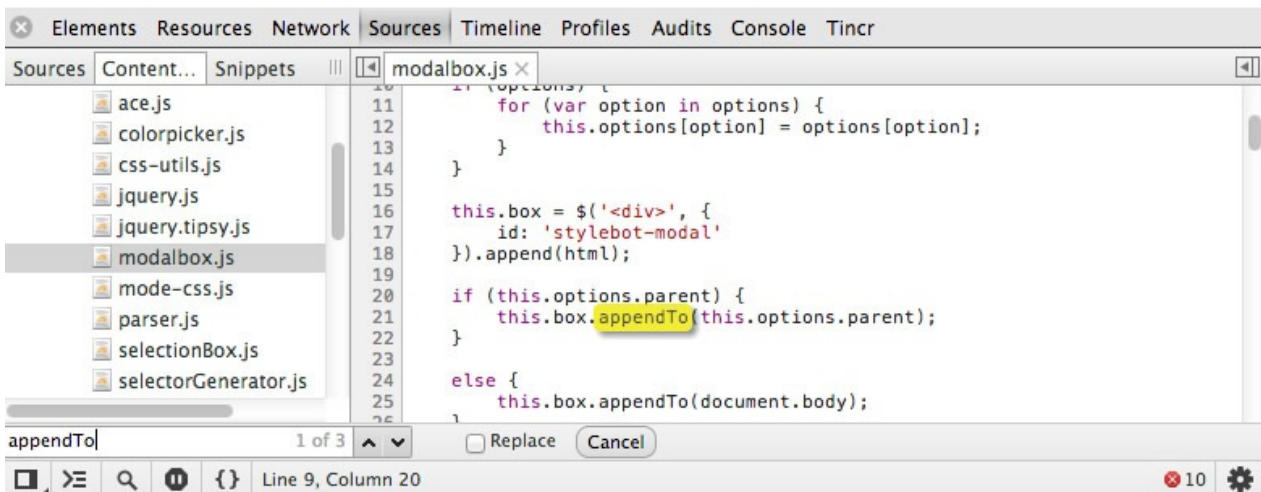 Elements Resources Network Sources Timeline Profiles Audits Console Tincr
Sources Content... Snippets modalbox.js
ace.js
colorpicker.js
css-utils.js
jquery.js
jquery.tipsy.js
modalbox.js
mode-css.js
parser.js
selectionBox.js
selectorGenerator.js
10 if (options) {
11 for (var option in options) {
12 this.options[option] = options[option];
13 }
14 }
15
16 this.box = $('<div>', {
17 id: 'stylebot-modal'
18 }).append(html);
19
20 if (this.options.parent) {
21 this.box.appendTo(this.options.parent);
22 }
23
24 else {
25 this.box.appendTo(document.body);
26 }
appendTo 1 of 3 Replace Cancel
{} Line 9, Column 20 10